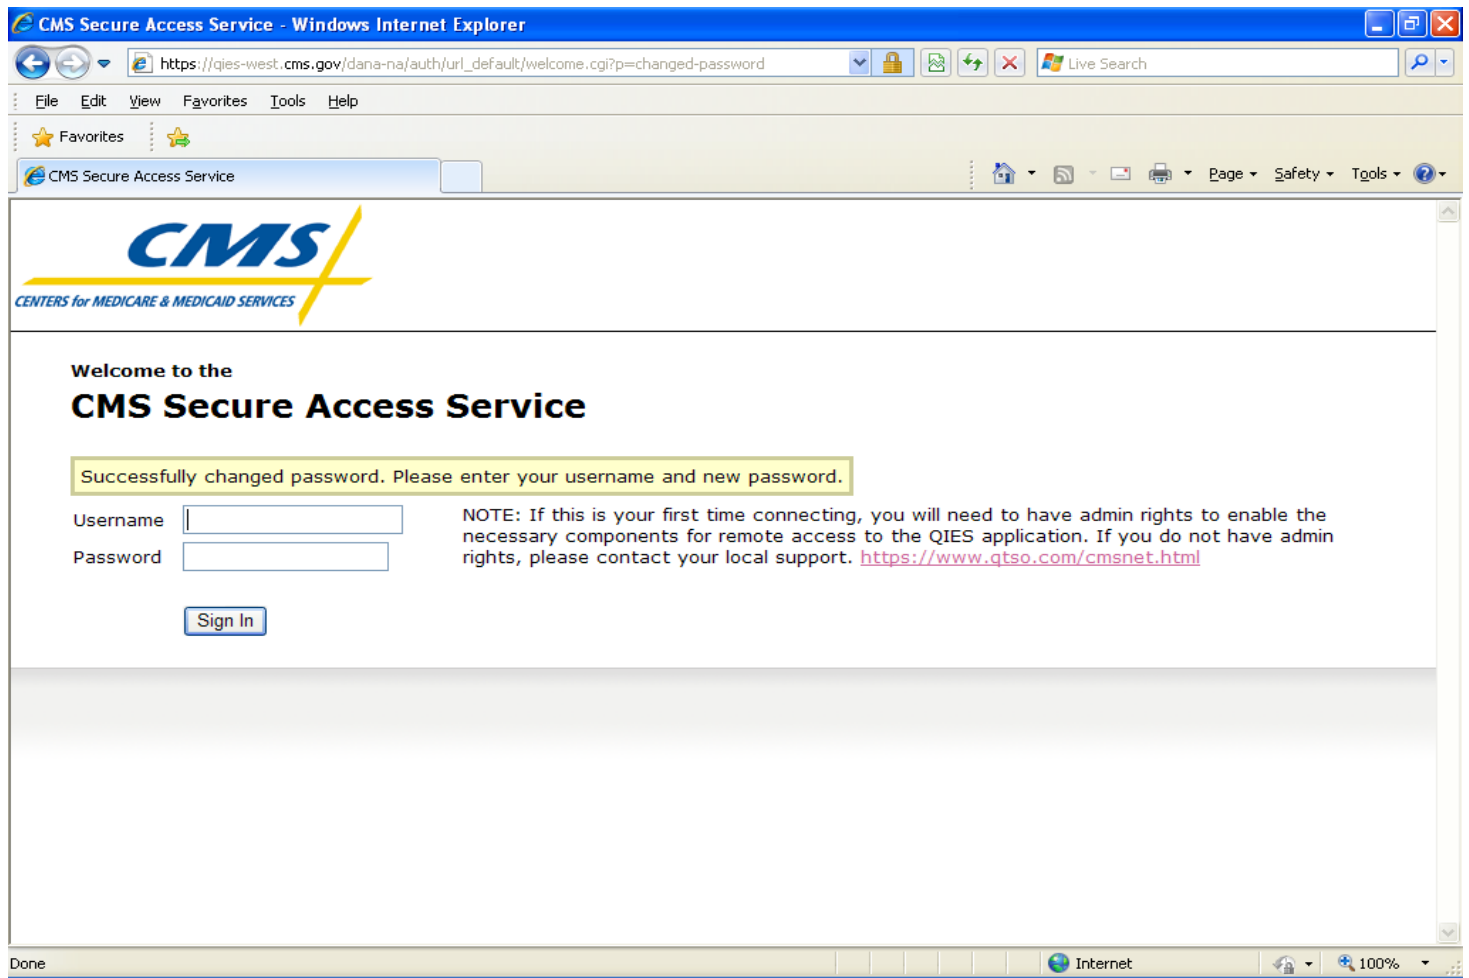 CMS Secure Access Service - Windows Internet Explorer
https://qies-west.cms.gov/dana-na/auth/url_default/welcome.cgi?p=changed-password
Live Search
File Edit View Favorites Tools Help
Favorites
CMS Secure Access Service
Page Safety Tools
CMS
CENTERS for MEDICARE & MEDICAID SERVICES
Welcome to the
CMS Secure Access Service
Successfully changed password. Please enter your username and new password.
Username
Password
Sign In
NOTE: If this is your first time connecting, you will need to have admin rights to enable the
necessary components for remote access to the QIES application. If you do not have admin
rights, please contact your local support. https://www.qtso.com/cmsnet.html
Done
Internet
100%